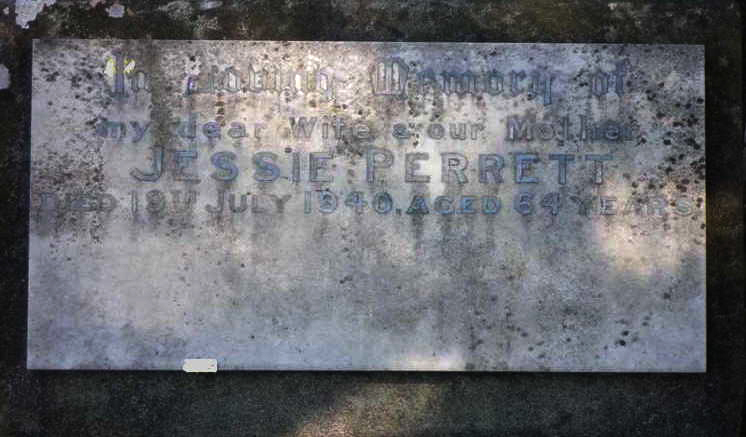 In Loving Memory of
my dear Wife & our Mother
JESSIE PERRETT
DIED 19TH JULY 1940, AGED 64 YEARS